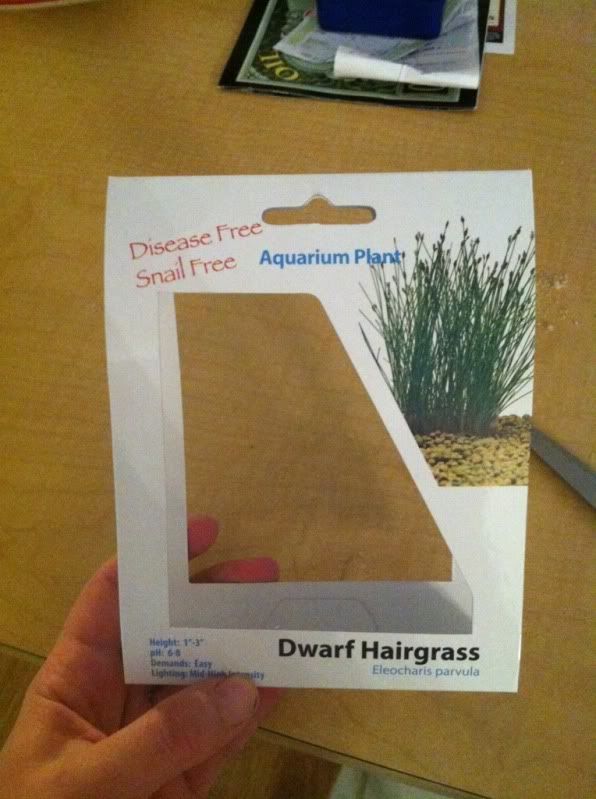 Disease Free
Snail Free
Aquarium Plant
Height: 1"-3"
pH: 6-8
Demands: Easy
Lighting: Mid-High Intensity
Dwarf Hairgrass
Eleocharis parvula